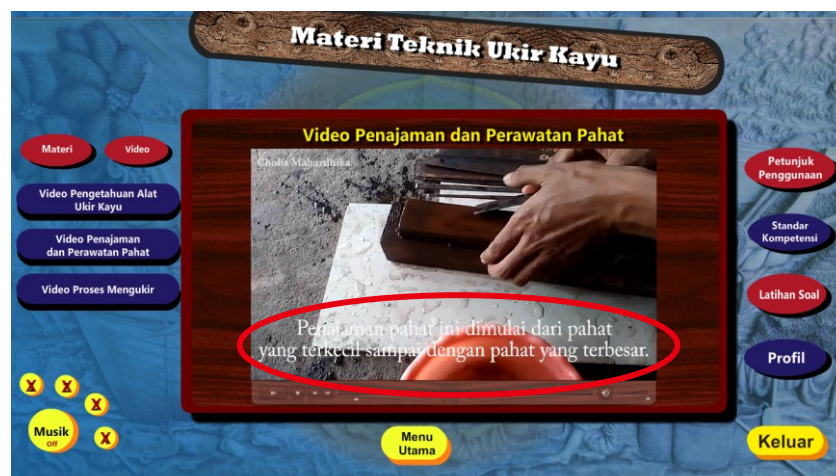 Materi Teknik Ukir Kayu
Video Penajaman dan Perawatan Pahat
Cholis Mahardhika
Materi
Video
Video Pengetahuan Alat
Ukir Kayu
Video Penajaman
dan Perawatan Pahat
Video Proses Mengukir
Petunjuk
Penggunaan
Standar
Kompetensi
Latihan Soal
Profil
Penajaman pahat ini dimulai dari pahat
yang terkecil sampai dengan pahat yang terbesar.
X
X
X
X
Musik
off
Menu
Utama
Keluar